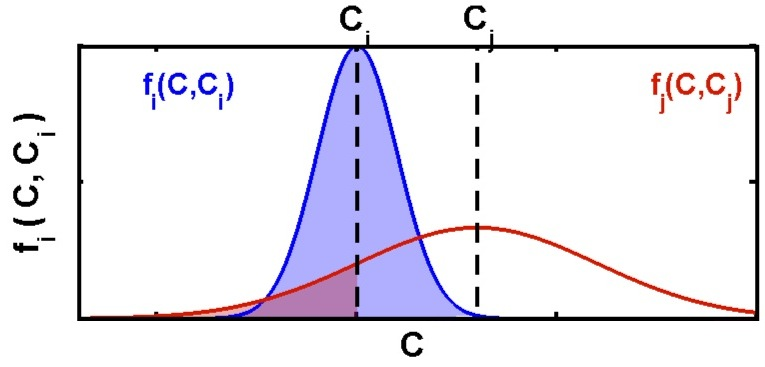 C_i C_j
f_i(C,C_i) f_j(C,C_j)
f_i ( C, C_i )
C